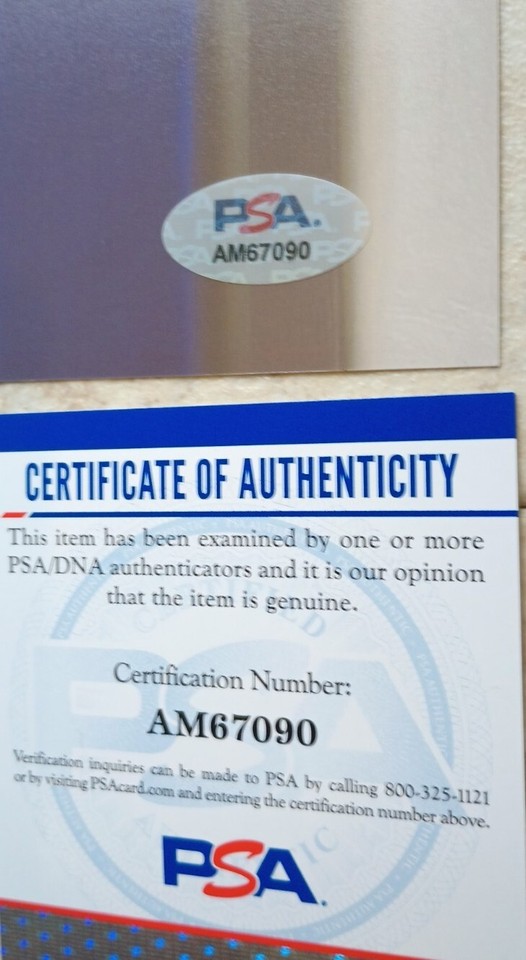 PSA.
AM67090
CERTIFICATE OF AUTHENTICITY
This item has been examined by one or more
PSA/DNA authenticators and it is our opinion
that the item is genuine.
Certification Number:
AM67090
Verification inquiries can be made to PSA by calling 800-325-1121
or by visiting PSAcard.com and entering the certification number above.
PSA.